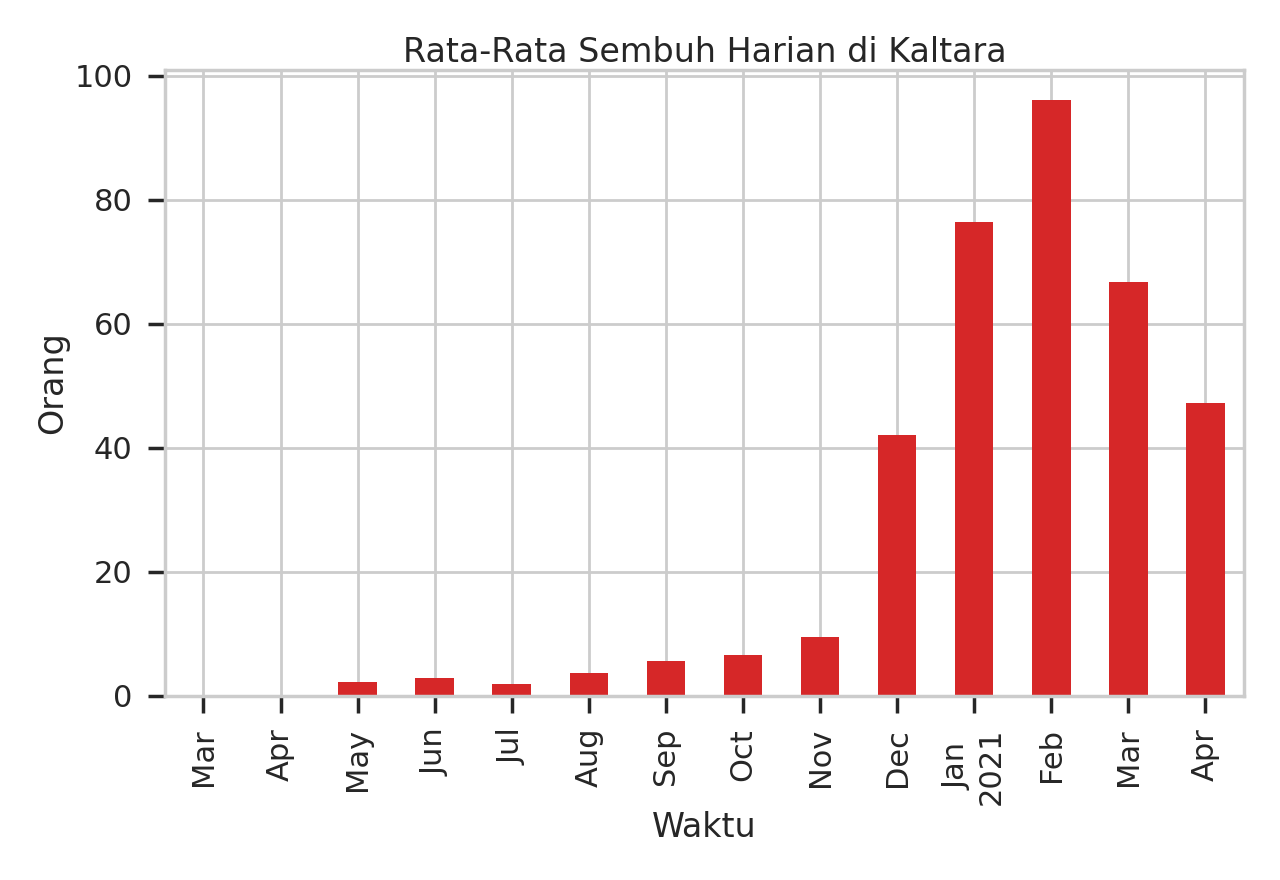 Rata-Rata Sembuh Harian di Kaltara
100
80
60
40
20
0
Orang
Mar
Apr
May
Jun
Jul
Aug
Sep
Oct
Nov
Dec
Jan
2021
Feb
Mar
Apr
Waktu